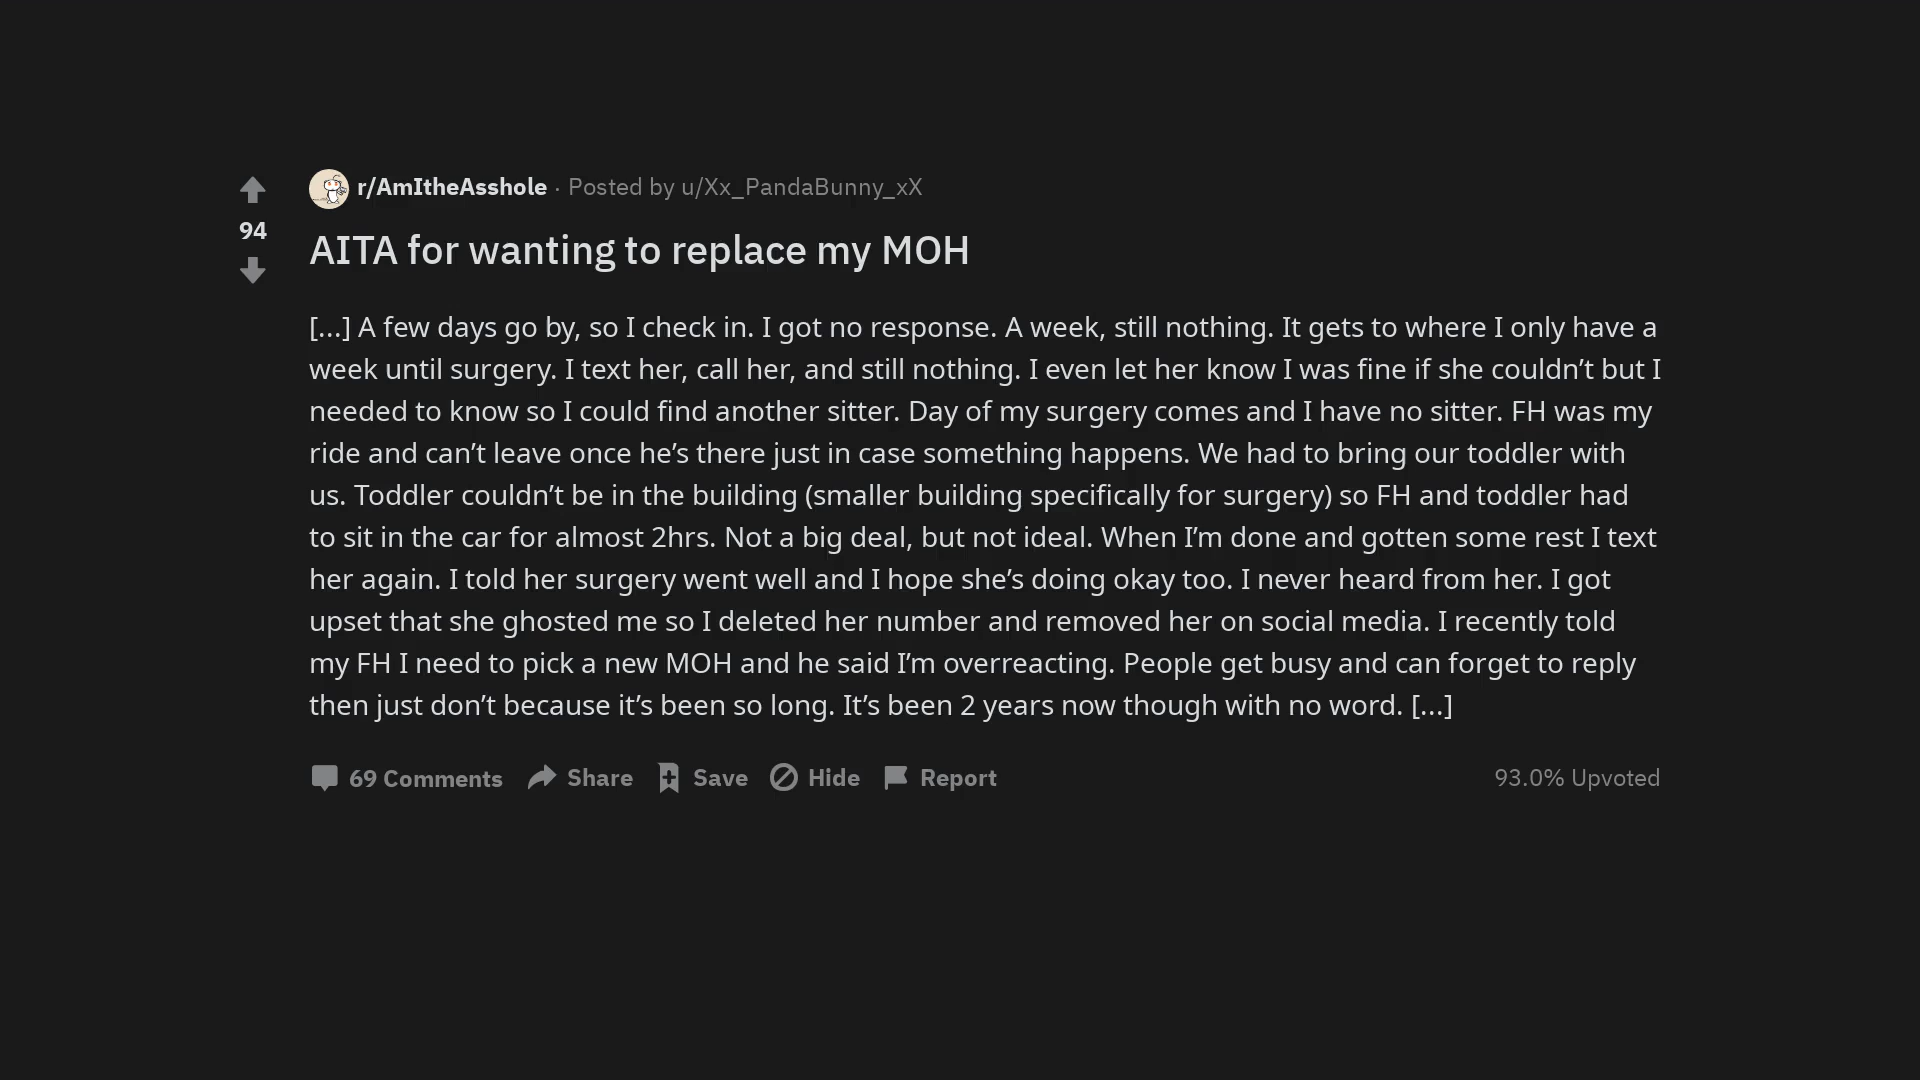 r/AmItheAsshole · Posted by u/Xx_PandaBunny_xX
94
AITA for wanting to replace my MOH
[...] A few days go by, so I check in. I got no response. A week, still nothing. It gets to where I only have a
week until surgery. I text her, call her, and still nothing. I even let her know I was fine if she couldn’t but I
needed to know so I could find another sitter. Day of my surgery comes and I have no sitter. FH was my
ride and can’t leave once he’s there just in case something happens. We had to bring our toddler with
us. Toddler couldn’t be in the building (smaller building specifically for surgery) so FH and toddler had
to sit in the car for almost 2hrs. Not a big deal, but not ideal. When I’m done and gotten some rest I text
her again. I told her surgery went well and I hope she’s doing okay too. I never heard from her. I got
upset that she ghosted me so I deleted her number and removed her on social media. I recently told
my FH I need to pick a new MOH and he said I’m overreacting. People get busy and can forget to reply
then just don’t because it’s been so long. It’s been 2 years now though with no word. [...]
69 Comments Share Save Hide Report 93.0% Upvoted